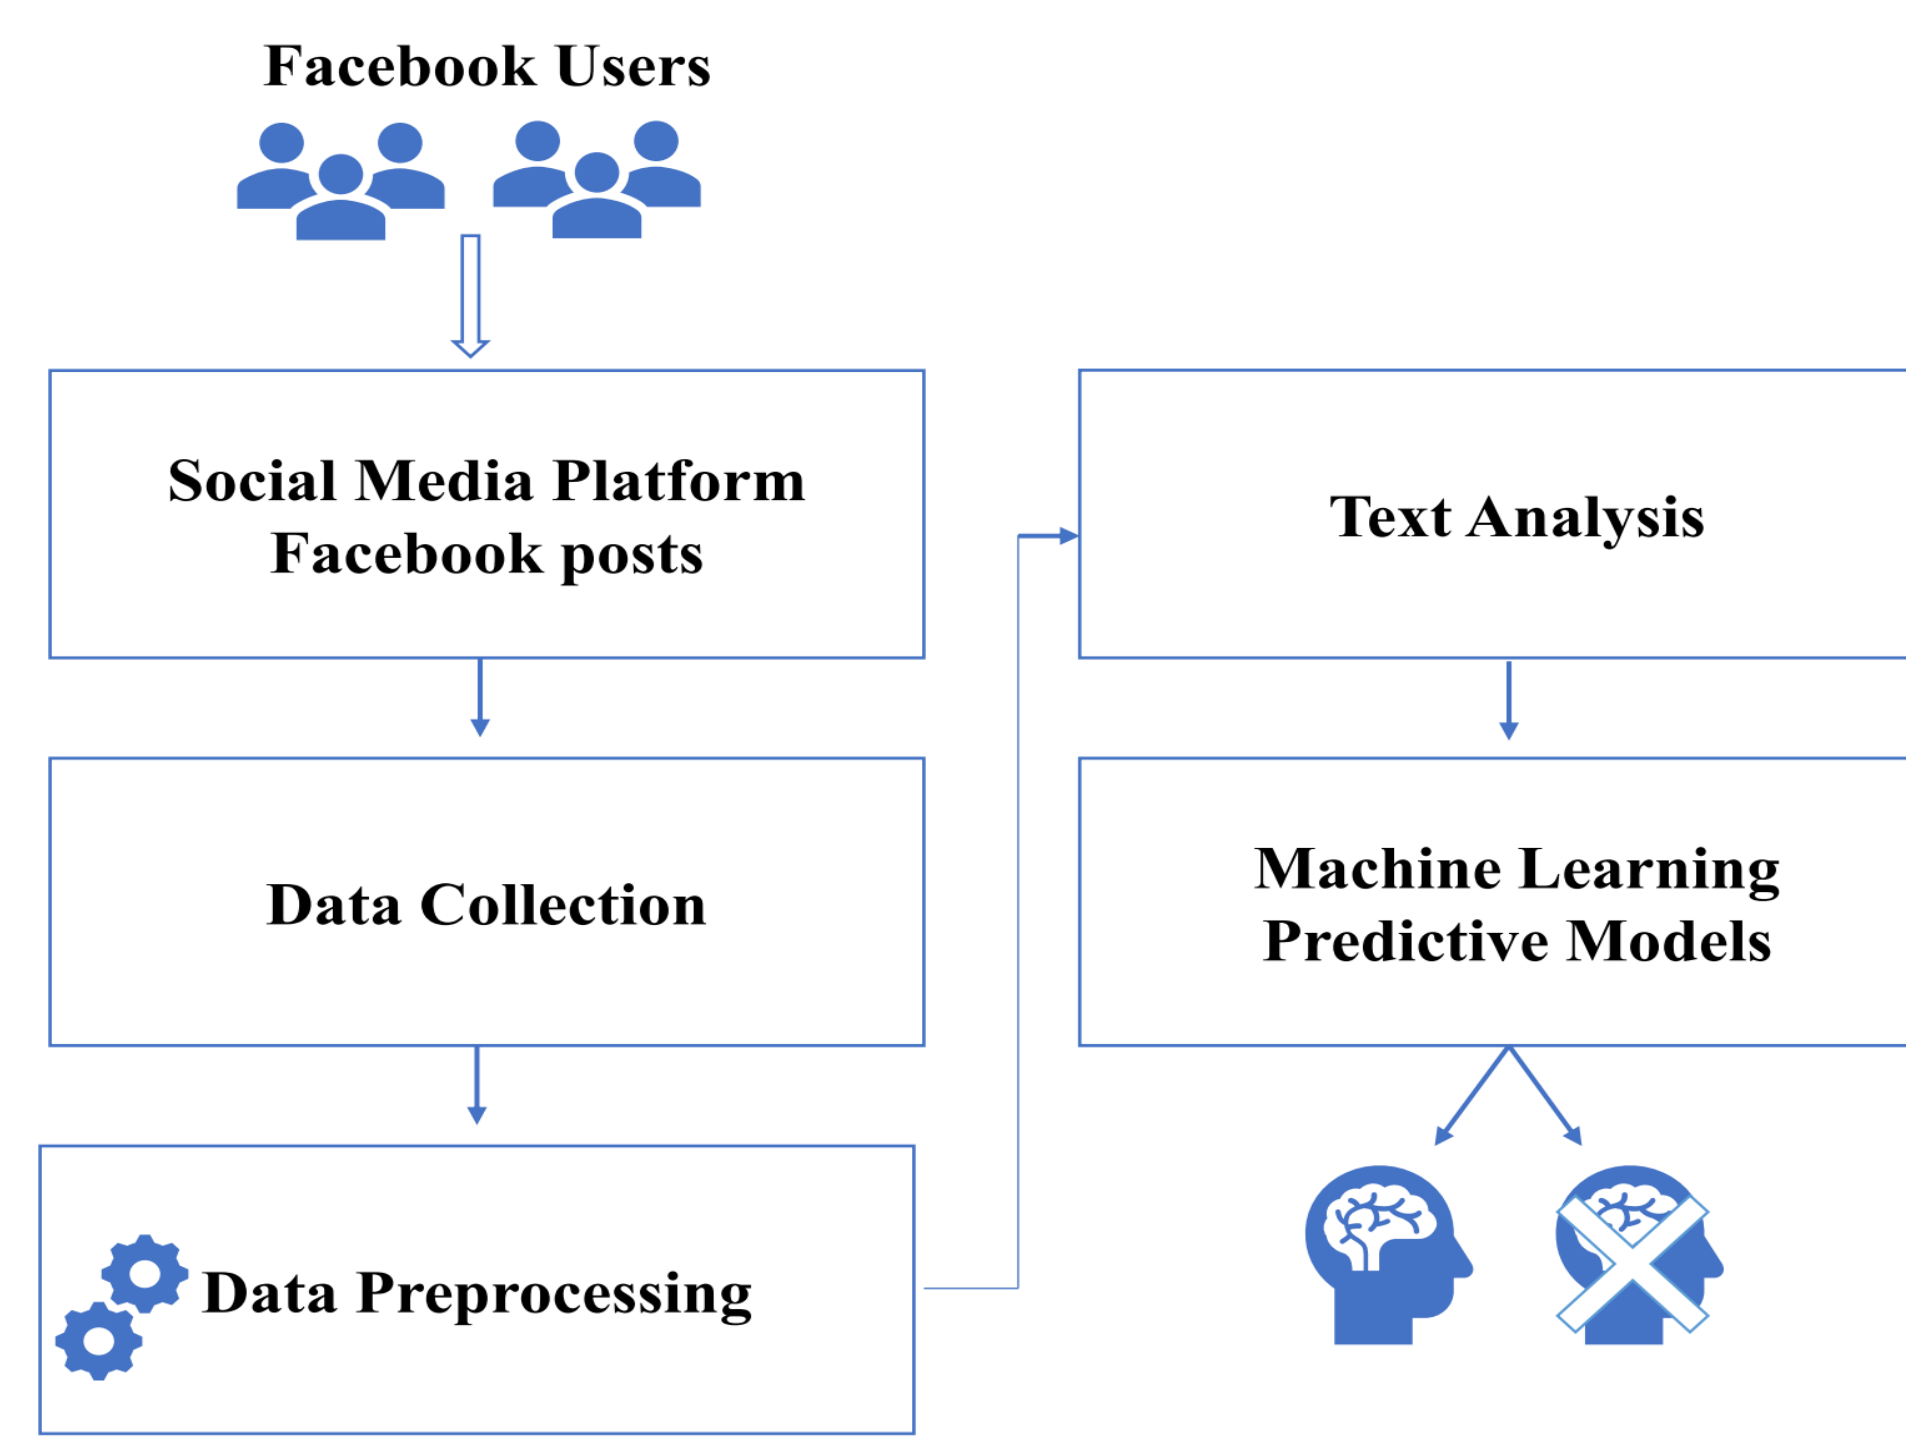 Facebook Users
Social Media Platform
Facebook posts
Data Collection
Data Preprocessing
Text Analysis
Machine Learning
Predictive Models